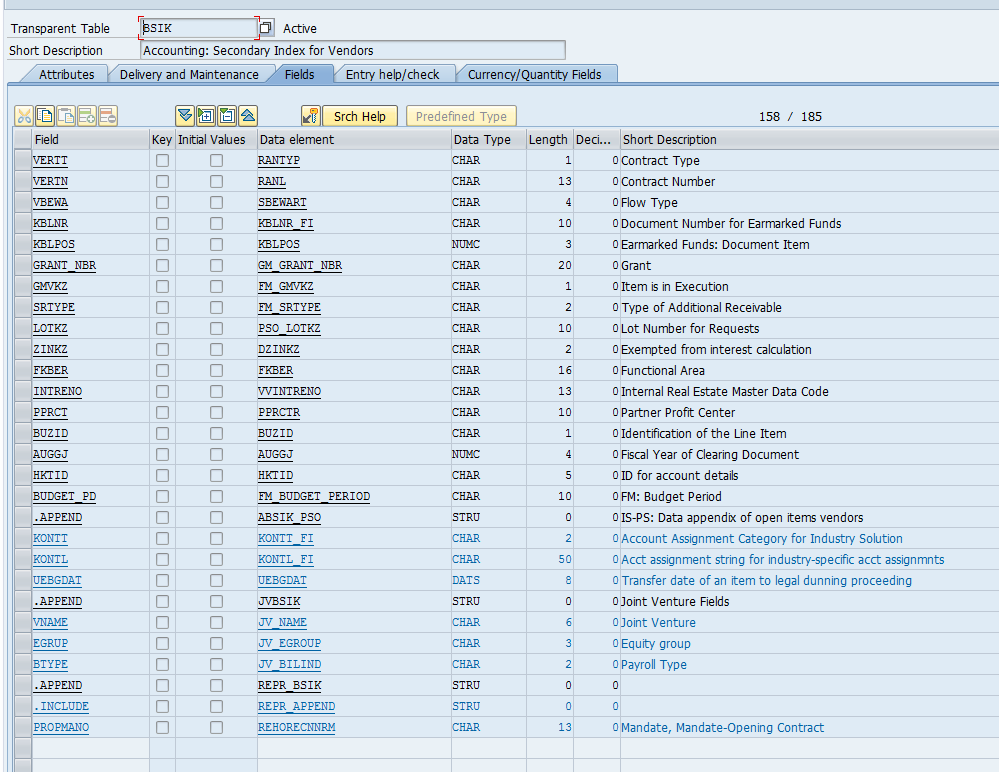 Transparent Table BSIK Active
Short Description Accounting: Secondary Index for Vendors
Attributes Delivery and Maintenance Fields Entry help/check Currency/Quantity Fields
Srch Help Predefined Type 158 / 185
Field Key Initial Values Data element Data Type Length Deci... Short Description
VERTT RANTYP CHAR 1 0 Contract Type
VERTN RANL CHAR 13 0 Contract Number
VBEWA SBEWART CHAR 4 0 Flow Type
KBLNR KBLNR_FI CHAR 10 0 Document Number for Earmarked Funds
KBLPOS KBLPOS NUMC 3 0 Earmarked Funds: Document Item
GRANT_NBR GM_GRANT_NBR CHAR 20 0 Grant
GMVKZ FM_GMVKZ CHAR 1 0 Item is in Execution
SRTYPE FM_SRTYPE CHAR 2 0 Type of Additional Receivable
LOTKZ PSO_LOTKZ CHAR 10 0 Lot Number for Requests
ZINKZ DZINKZ CHAR 2 0 Exempted from interest calculation
FKBER FKBER CHAR 16 0 Functional Area
INTRENO VVINTRENO CHAR 13 0 Internal Real Estate Master Data Code
PPRCT PPRCTR CHAR 10 0 Partner Profit Center
BUZID BUZID CHAR 1 0 Identification of the Line Item
AUGGJ AUGGJ NUMC 4 0 Fiscal Year of Clearing Document
HKTID HKTID CHAR 5 0 ID for account details
BUDGET_PD FM_BUDGET_PERIOD CHAR 10 0 FM: Budget Period
.APPEND ABSIK_PSO STRU 0 0 IS-PS: Data appendix of open items vendors
KONTT KONTT_FI CHAR 2 0 Account Assignment Category for Industry Solution
KONTL KONTL_FI CHAR 50 0 Acct assignment string for industry-specific acct assignmnts
UEBGDAT UEBGDAT DATS 8 0 Transfer date of an item to legal dunning proceeding
.APPEND JVBSIK STRU 0 0 Joint Venture Fields
VNAME JV_NAME CHAR 6 0 Joint Venture
EGRUP JV_EGROUP CHAR 3 0 Equity group
BTYPE JV_BILIND CHAR 2 0 Payroll Type
.APPEND REPR_BSIK STRU 0 0
.INCLUDE REPR_APPEND STRU 0 0
PROPMANO REHORECNNRM CHAR 13 0 Mandate, Mandate-Opening Contract